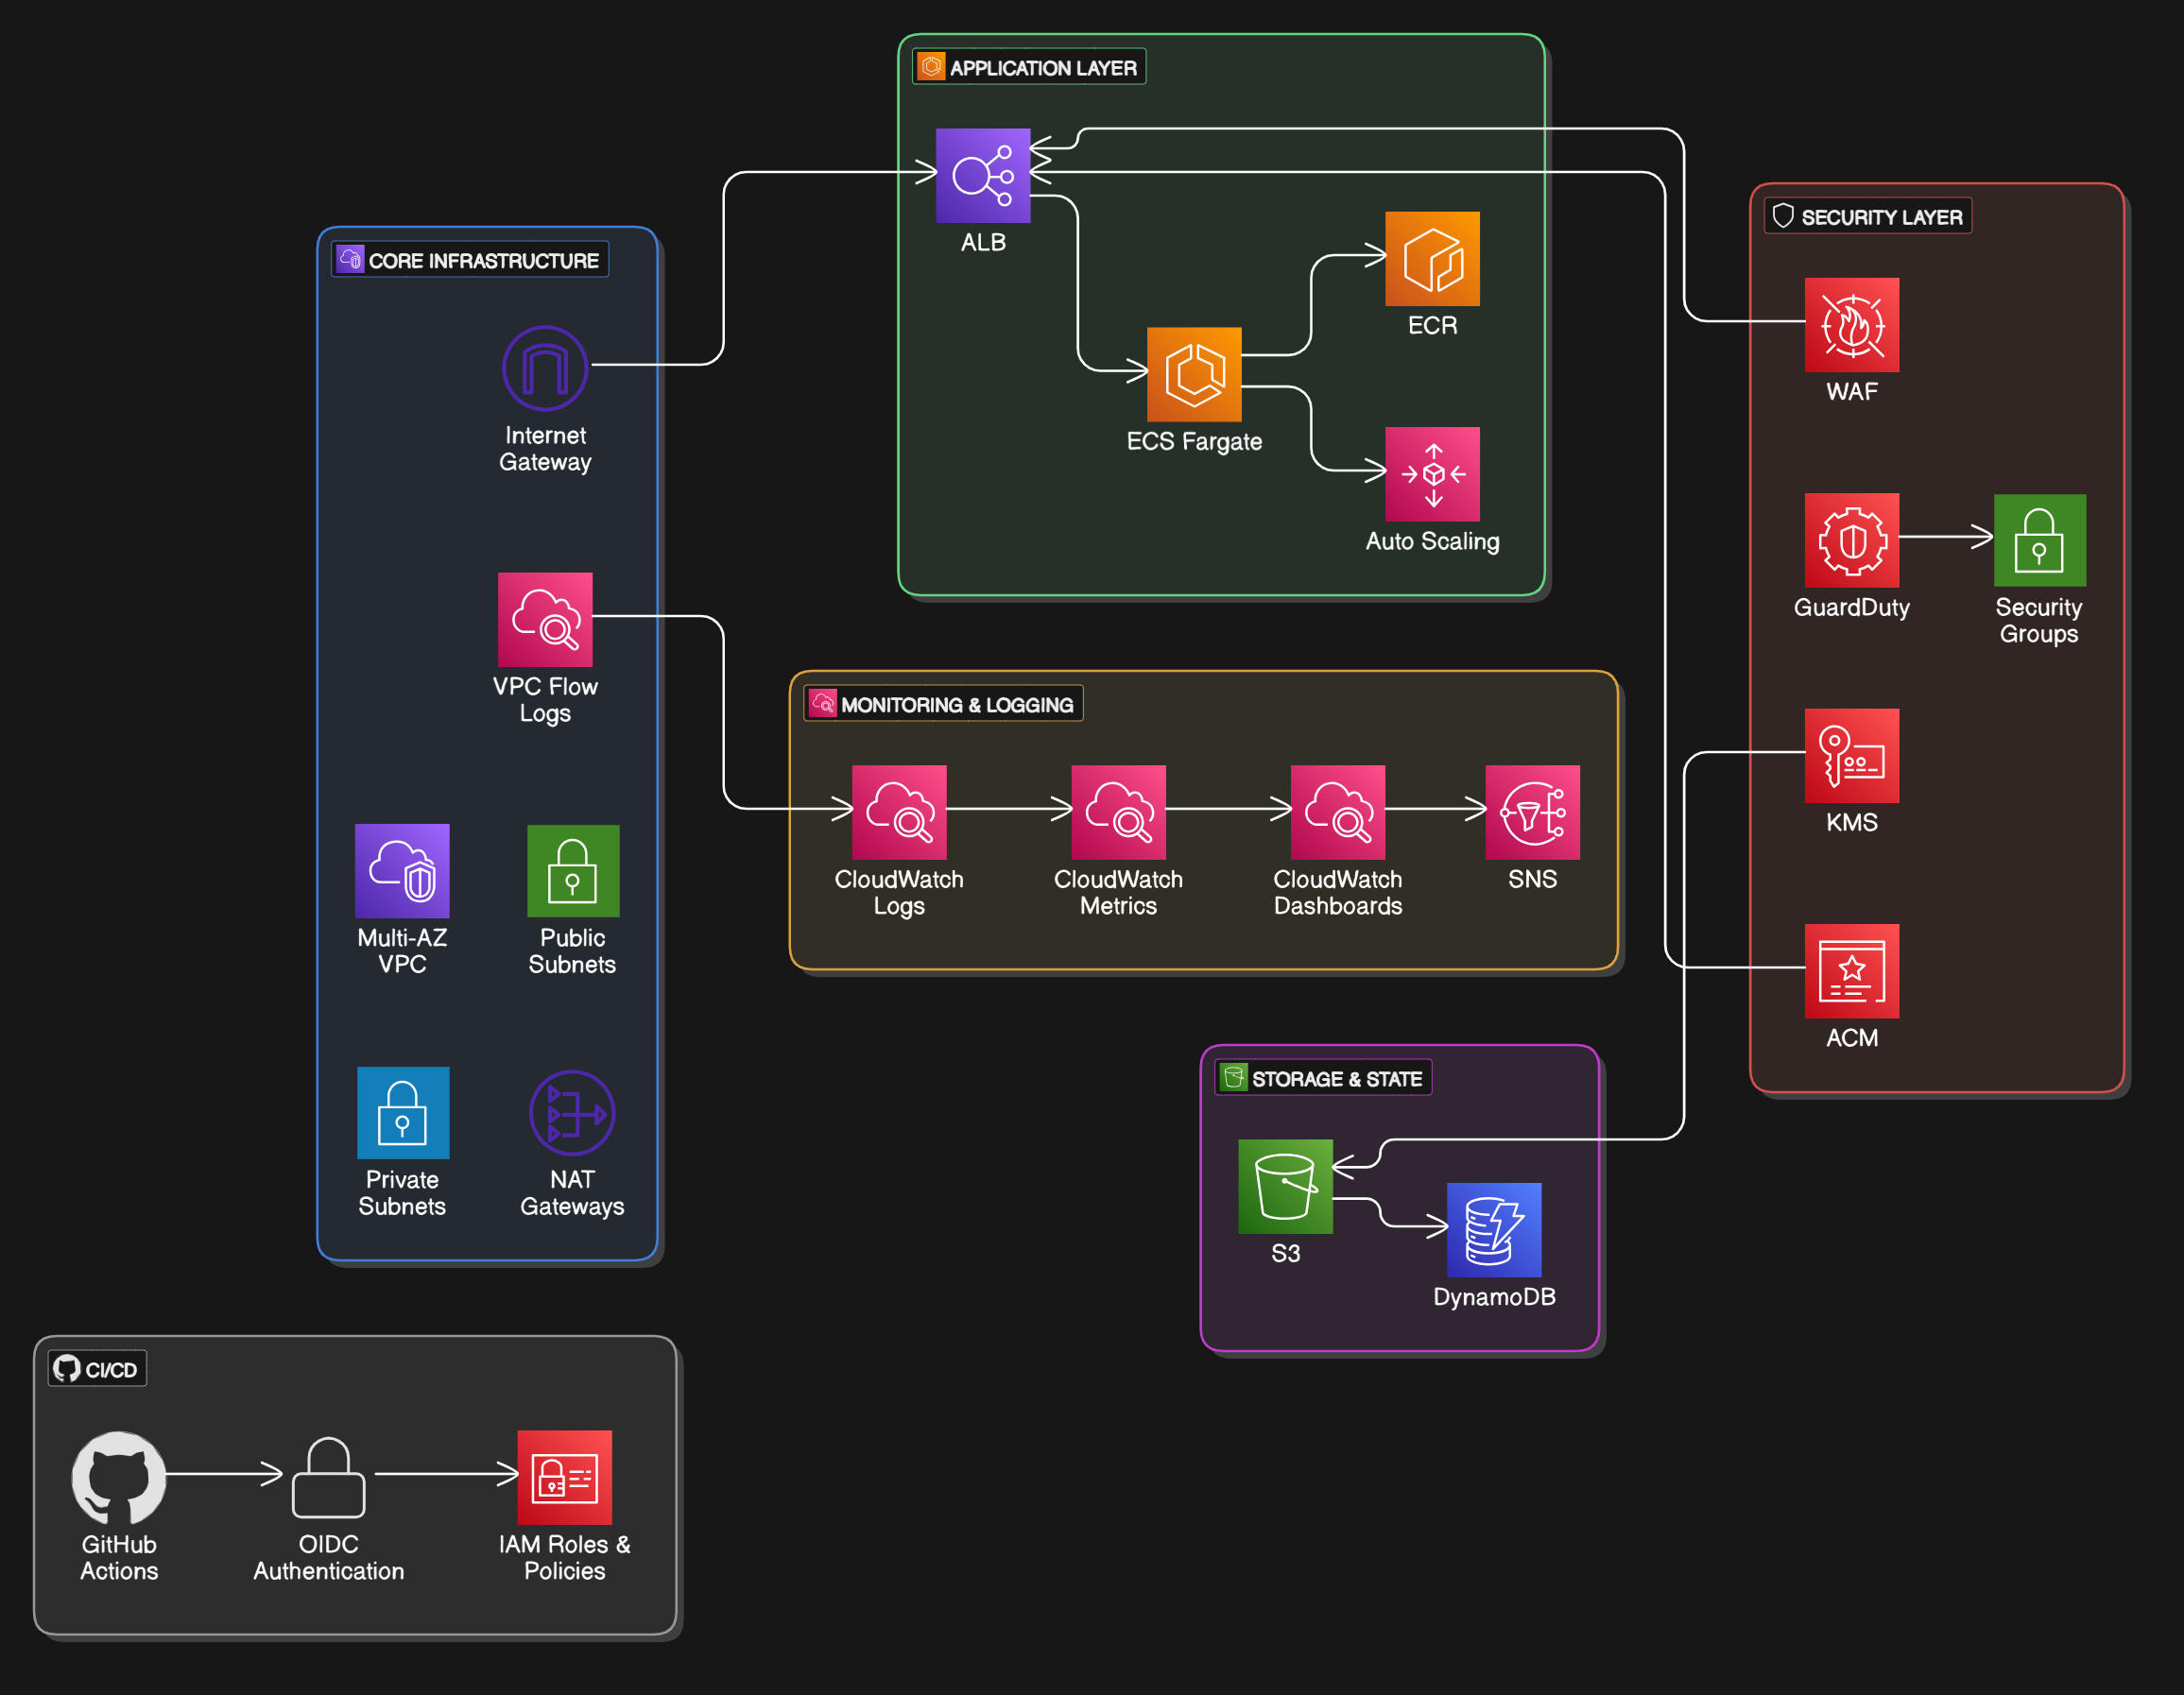 APPLICATION LAYER
ALB
ECR
ECS Fargate
Auto Scaling
SECURITY LAYER
WAF
GuardDuty
Security
Groups
KMS
ACM
CORE INFRASTRUCTURE
Internet
Gateway
VPC Flow
Logs
Multi-AZ
VPC
Public
Subnets
Private
Subnets
NAT
Gateways
MONITORING & LOGGING
CloudWatch
Logs
CloudWatch
Metrics
CloudWatch
Dashboards
SNS
STORAGE & STATE
S3
DynamoDB
CI/CD
GitHub
Actions
OIDC
Authentication
IAM Roles &
Policies